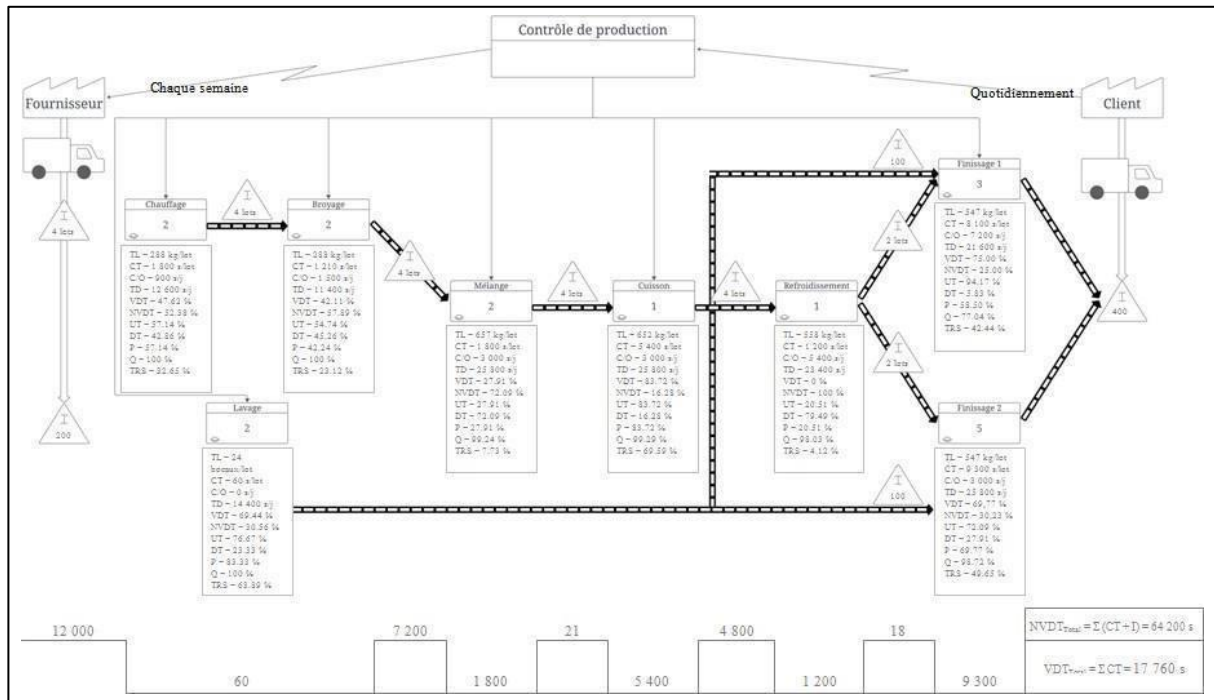 Contrôle de production
Chaque semaine
Quotidiennement
Fournisseur
Client
I
4 lots
I
200
Chauffage
2
TL – 288 kg/lot
CT – 1 800 s/lot
C/O – 900 s/j
TD – 12 600 s/j
VDT – 47.62 %
NVDT – 52.38 %
UT – 57.14 %
DT – 42.86 %
P – 57.14 %
Q – 100 %
TRS – 32.65 %
I
4 lots
Broyage
2
TL – 288 kg/lot
CT – 1 210 s/lot
C/O – 1 500 s/j
TD – 11 400 s/j
VDT – 42.11 %
NVDT – 57.89 %
UT – 54.74 %
DT – 45.26 %
P – 42.24 %
Q – 100 %
TRS – 23.12 %
I
4 lots
Lavage
2
TL – 24
bocaux/lot
CT – 60 s/lot
C/O – 0 s/j
TD – 14 400 s/j
VDT – 69.44 %
NVDT – 30.56 %
UT – 76.67 %
DT – 23.33 %
P – 83.33 %
Q – 100 %
TRS – 63.89 %
Mélange
2
TL – 657 kg/lot
CT – 1 800 s/lot
C/O – 3 000 s/j
TD – 25 800 s/j
VDT – 27.91 %
NVDT – 72.09 %
UT – 27.91 %
DT – 72.09 %
P – 27.91 %
Q – 99.24 %
TRS – 7.73 %
I
4 lots
Cuisson
1
TL – 652 kg/lot
CT – 5 400 s/lot
C/O – 3 000 s/j
TD – 25 800 s/j
VDT – 83.72 %
NVDT – 16.28 %
UT – 83.72 %
DT – 16.28 %
P – 83.72 %
Q – 99.29 %
TRS – 69.59 %
I
4 lots
Refroidissement
1
TL – 558 kg/lot
CT – 1 200 s/lot
C/O – 5 400 s/j
TD – 23 400 s/j
VDT – 0 %
NVDT – 100 %
UT – 20.51 %
DT – 79.49 %
P – 20.51 %
Q – 98.03 %
TRS – 4.12 %
I
100
I
2 lots
I
2 lots
I
100
Finissage 1
3
TL – 547 kg/lot
CT – 8 100 s/lot
C/O – 7 200 s/j
TD – 21 600 s/j
VDT – 75.00 %
NVDT – 25.00 %
UT – 94.17 %
DT – 5.83 %
P – 58.50 %
Q – 77.04 %
TRS – 42.44 %
Finissage 2
5
TL – 547 kg/lot
CT – 9 300 s/lot
C/O – 3 000 s/j
TD – 25 800 s/j
VDT – 69,77 %
NVDT – 30,23 %
UT – 72.09 %
DT – 27.91 %
P – 69.77 %
Q – 98.72 %
TRS – 49.65 %
I
400
12 000
7 200
21
4 800
18
60
1 800
5 400
1 200
9 300
NVDT Total = Σ (CT+I) = 64 200 s
VDT Total = Σ CT = 17 760 s